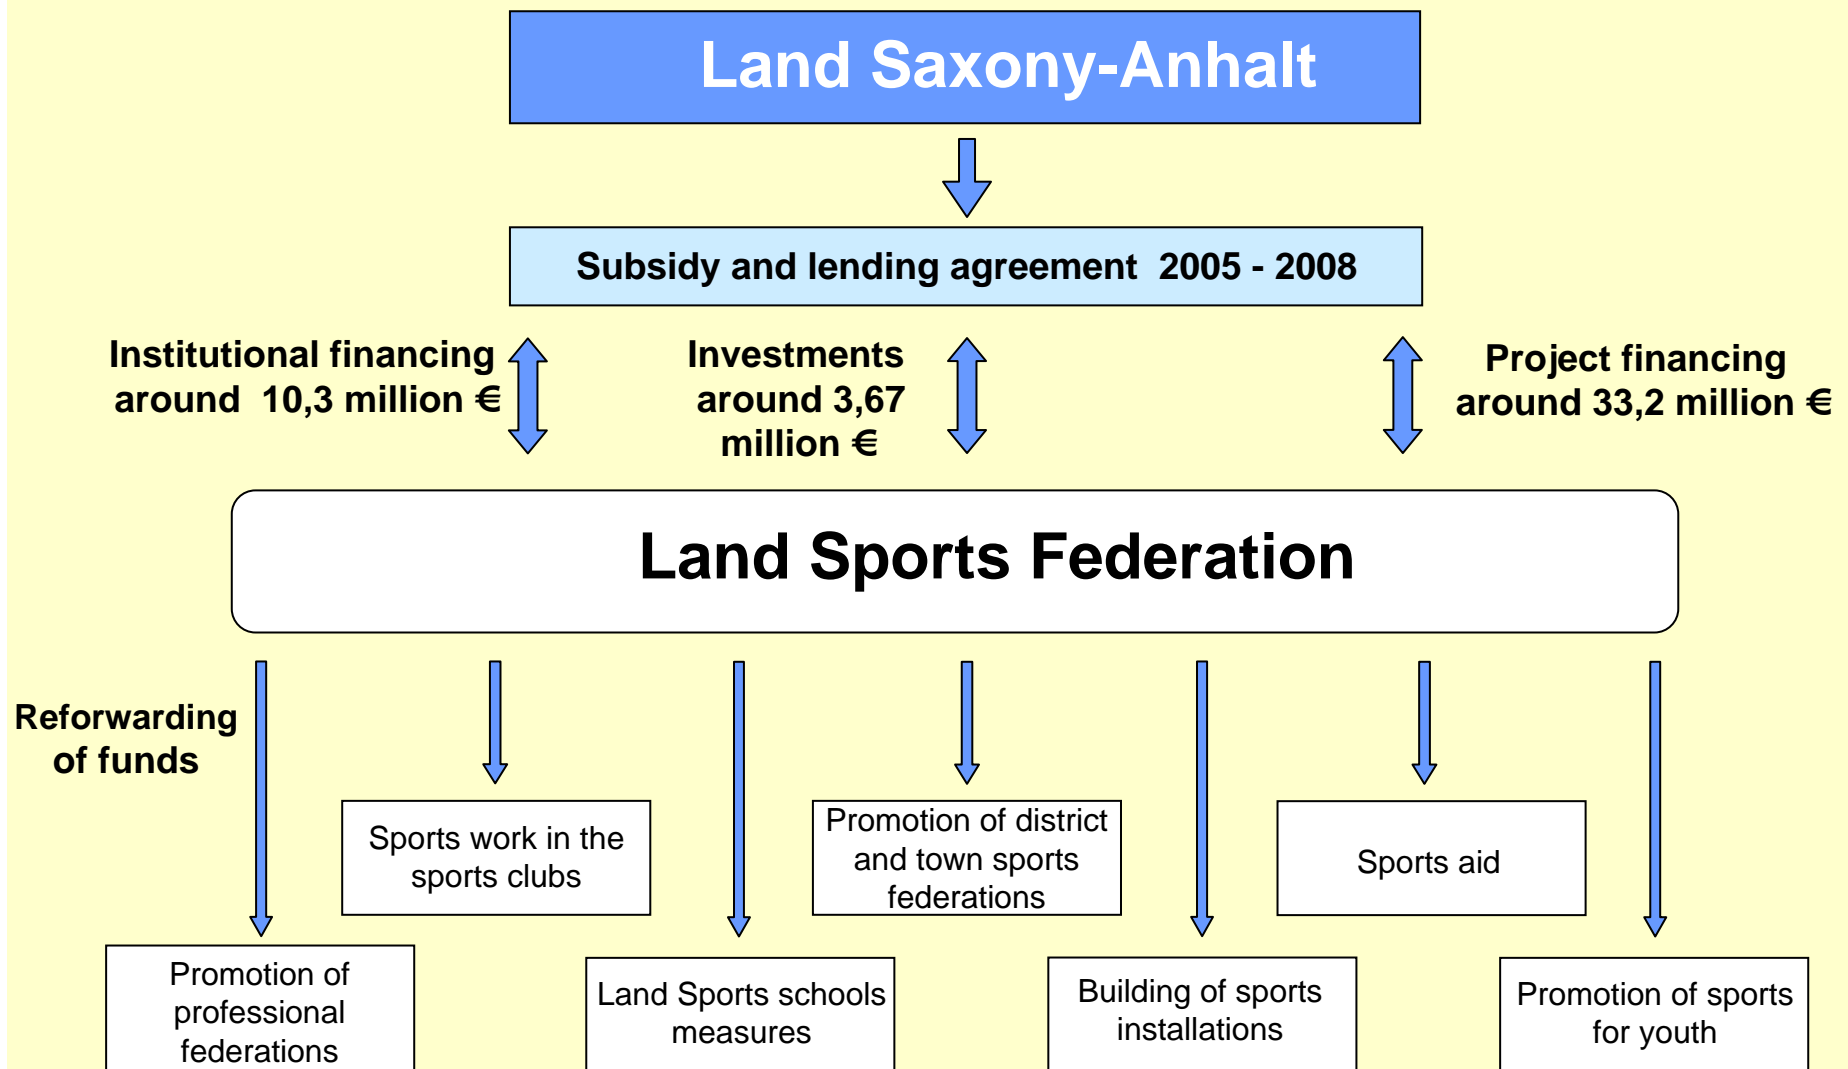 Land Saxony-Anhalt
Subsidy and lending agreement 2005 - 2008
Institutional financing
around 10,3 million €
Investments
around 3,67
million €
Project financing
around 33,2 million €
Land Sports Federation
Reforwarding
of funds
Sports work in the
sports clubs
Promotion of district
and town sports
federations
Sports aid
Promotion of
professional
federations
Land Sports schools
measures
Building of sports
installations
Promotion of sports
for youth